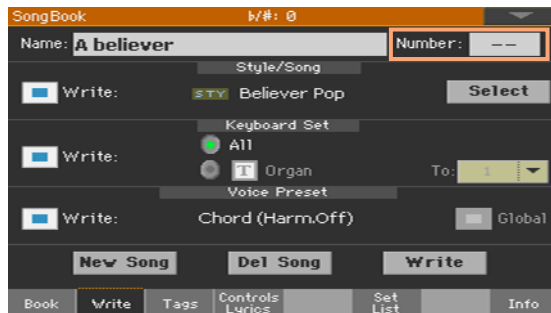 SongBook ♭/#: 0
Name: A believer Number: --
Style/Song
Write: STY Believer Pop Select
Keyboard Set
All
Write:
T Organ To: 1
Voice Preset
Write: Chord (Harm.Off) Global
New Song Del Song Write
Book Write Tags Controls Lyrics Set List Info